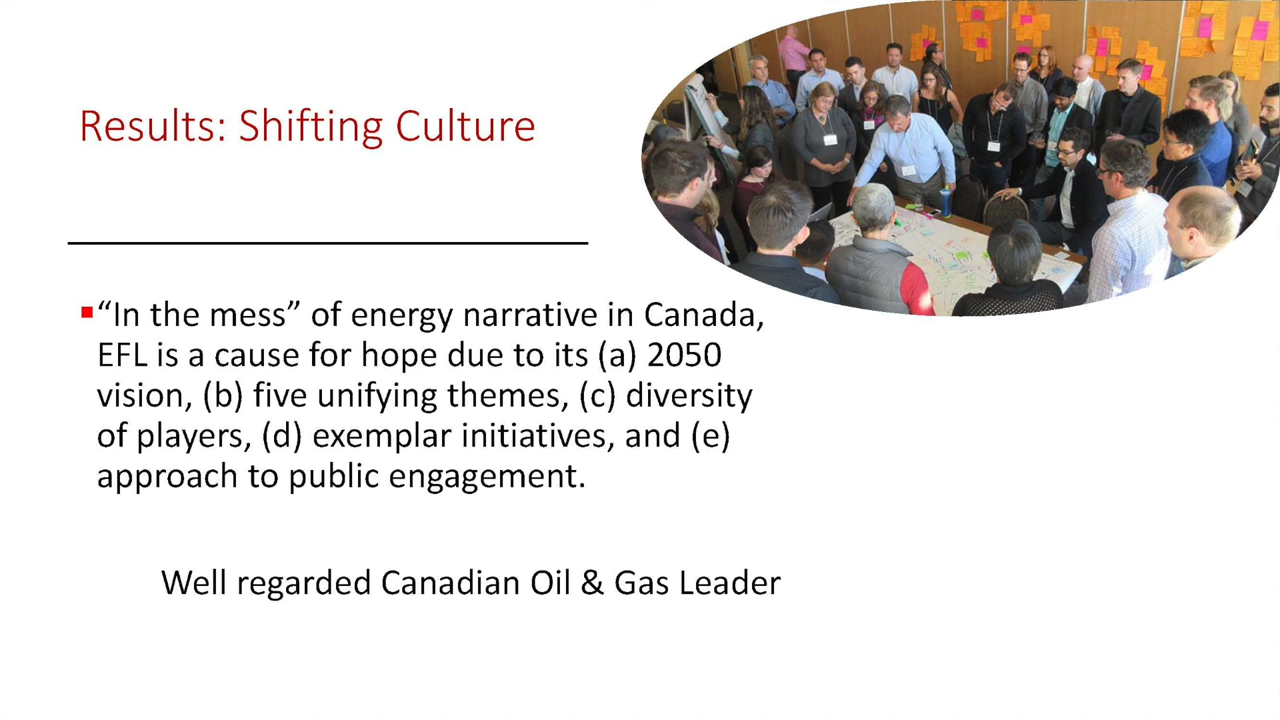 Results: Shifting Culture
“In the mess” of energy narrative in Canada,
EFL is a cause for hope due to its (a) 2050
vision, (b) five unifying themes, (c) diversity
of players, (d) exemplar initiatives, and (e)
approach to public engagement.
Well regarded Canadian Oil & Gas Leader